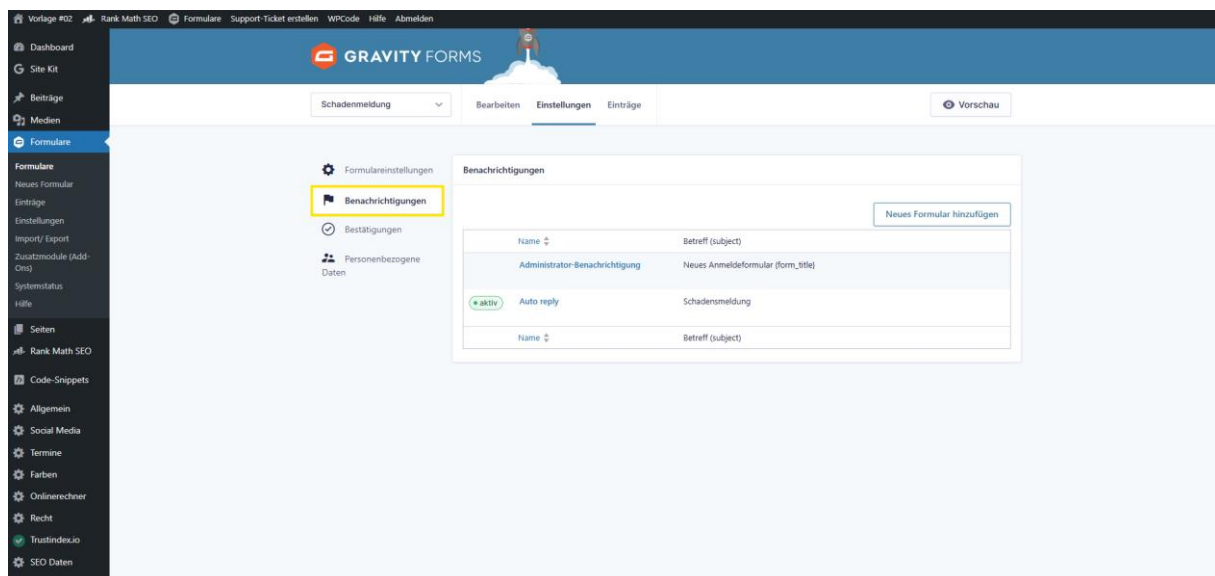 Vorlage #02 Rank Math SEO Formulare Support-Ticket erstellen WPCode Hilfe Abmelden
Dashboard
Site Kit
Beiträge
Medien
Formulare
Formulare
Neues Formular
Einträge
Einstellungen
Import/ Export
Zusatzmodule (Add-
Ons)
Systemstatus
Hilfe
Seiten
Rank Math SEO
Code-Snippets
Allgemein
Social Media
Termine
Farben
Onlinerechner
Recht
Trustindex.io
SEO Daten
GRAVITY FORMS
Schadenmeldung
Bearbeiten Einstellungen Einträge
Vorschau
Formulareinstellungen
Benachrichtigungen
Bestätigungen
Personenbezogene
Daten
Benachrichtigungen
Neues Formular hinzufügen
Name Betreff (subject)
Administrator-Benachrichtigung Neues Anmeldeformular {form_title}
aktiv Auto reply Schadensmeldung
Name Betreff (subject)